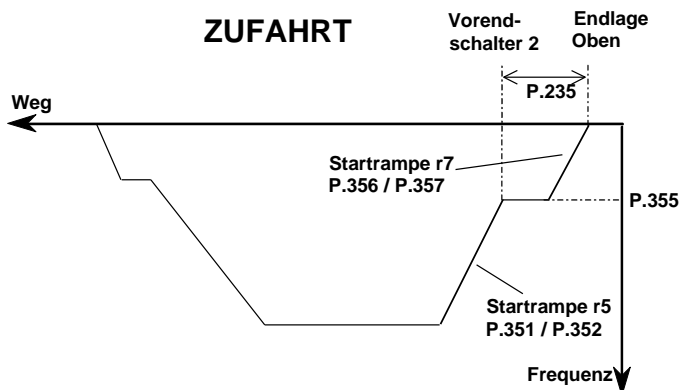 ZUFAHRT
Vorend-
schalter 2
Endlage
Oben
P.235
Weg
Startrampe r7
P.356 / P.357
P.355
Startrampe r5
P.351 / P.352
Frequenz